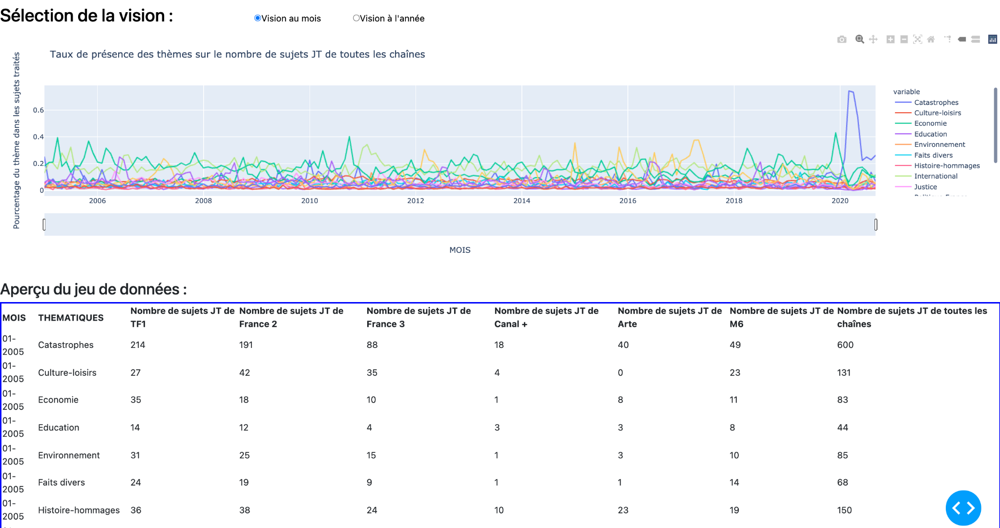 Sélection de la vision :
Vision au mois
Vision à l'année
Taux de présence des thèmes sur le nombre de sujets JT de toutes les chaînes
Pourcentage du thème dans les sujets traités
0.6
0.4
0.2
0
2006
2008
2010
2012
2014
2016
2018
2020
MOIS
variable
Catastrophes
Culture-loisirs
Economie
Education
Environnement
Faits divers
Histoire-hommages
International
Justice
Aperçu du jeu de données :
MOIS THEMATIQUES Nombre de sujets JT de TF1 Nombre de sujets JT de France 2 Nombre de sujets JT de France 3 Nombre de sujets JT de Canal + Nombre de sujets JT de Arte Nombre de sujets JT de M6 Nombre de sujets JT de toutes les chaînes
01-2005 Catastrophes 214 191 88 18 40 49 600
01-2005 Culture-loisirs 27 42 35 4 0 23 131
01-2005 Economie 35 18 10 1 8 11 83
01-2005 Education 14 12 4 3 3 8 44
01-2005 Environnement 31 25 15 1 3 10 85
01-2005 Faits divers 24 19 9 1 1 14 68
01-2005 Histoire-hommages 36 38 24 10 23 19 150